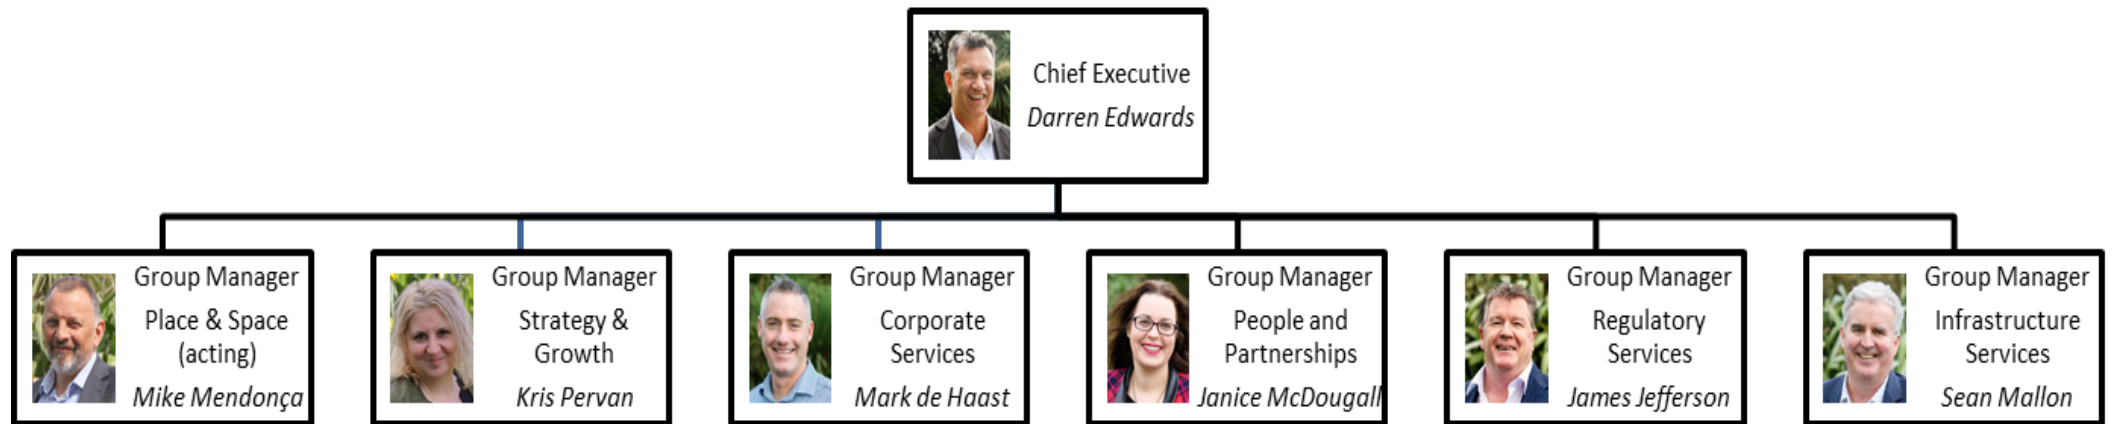 Chief Executive
Darren Edwards
Group Manager
Place & Space
(acting)
Mike Mendonça
Group Manager
Strategy &
Growth
Kris Pervan
Group Manager
Corporate
Services
Mark de Haast
Group Manager
People and
Partnerships
Janice McDougall
Group Manager
Regulatory
Services
James Jefferson
Group Manager
Infrastructure
Services
Sean Mallon